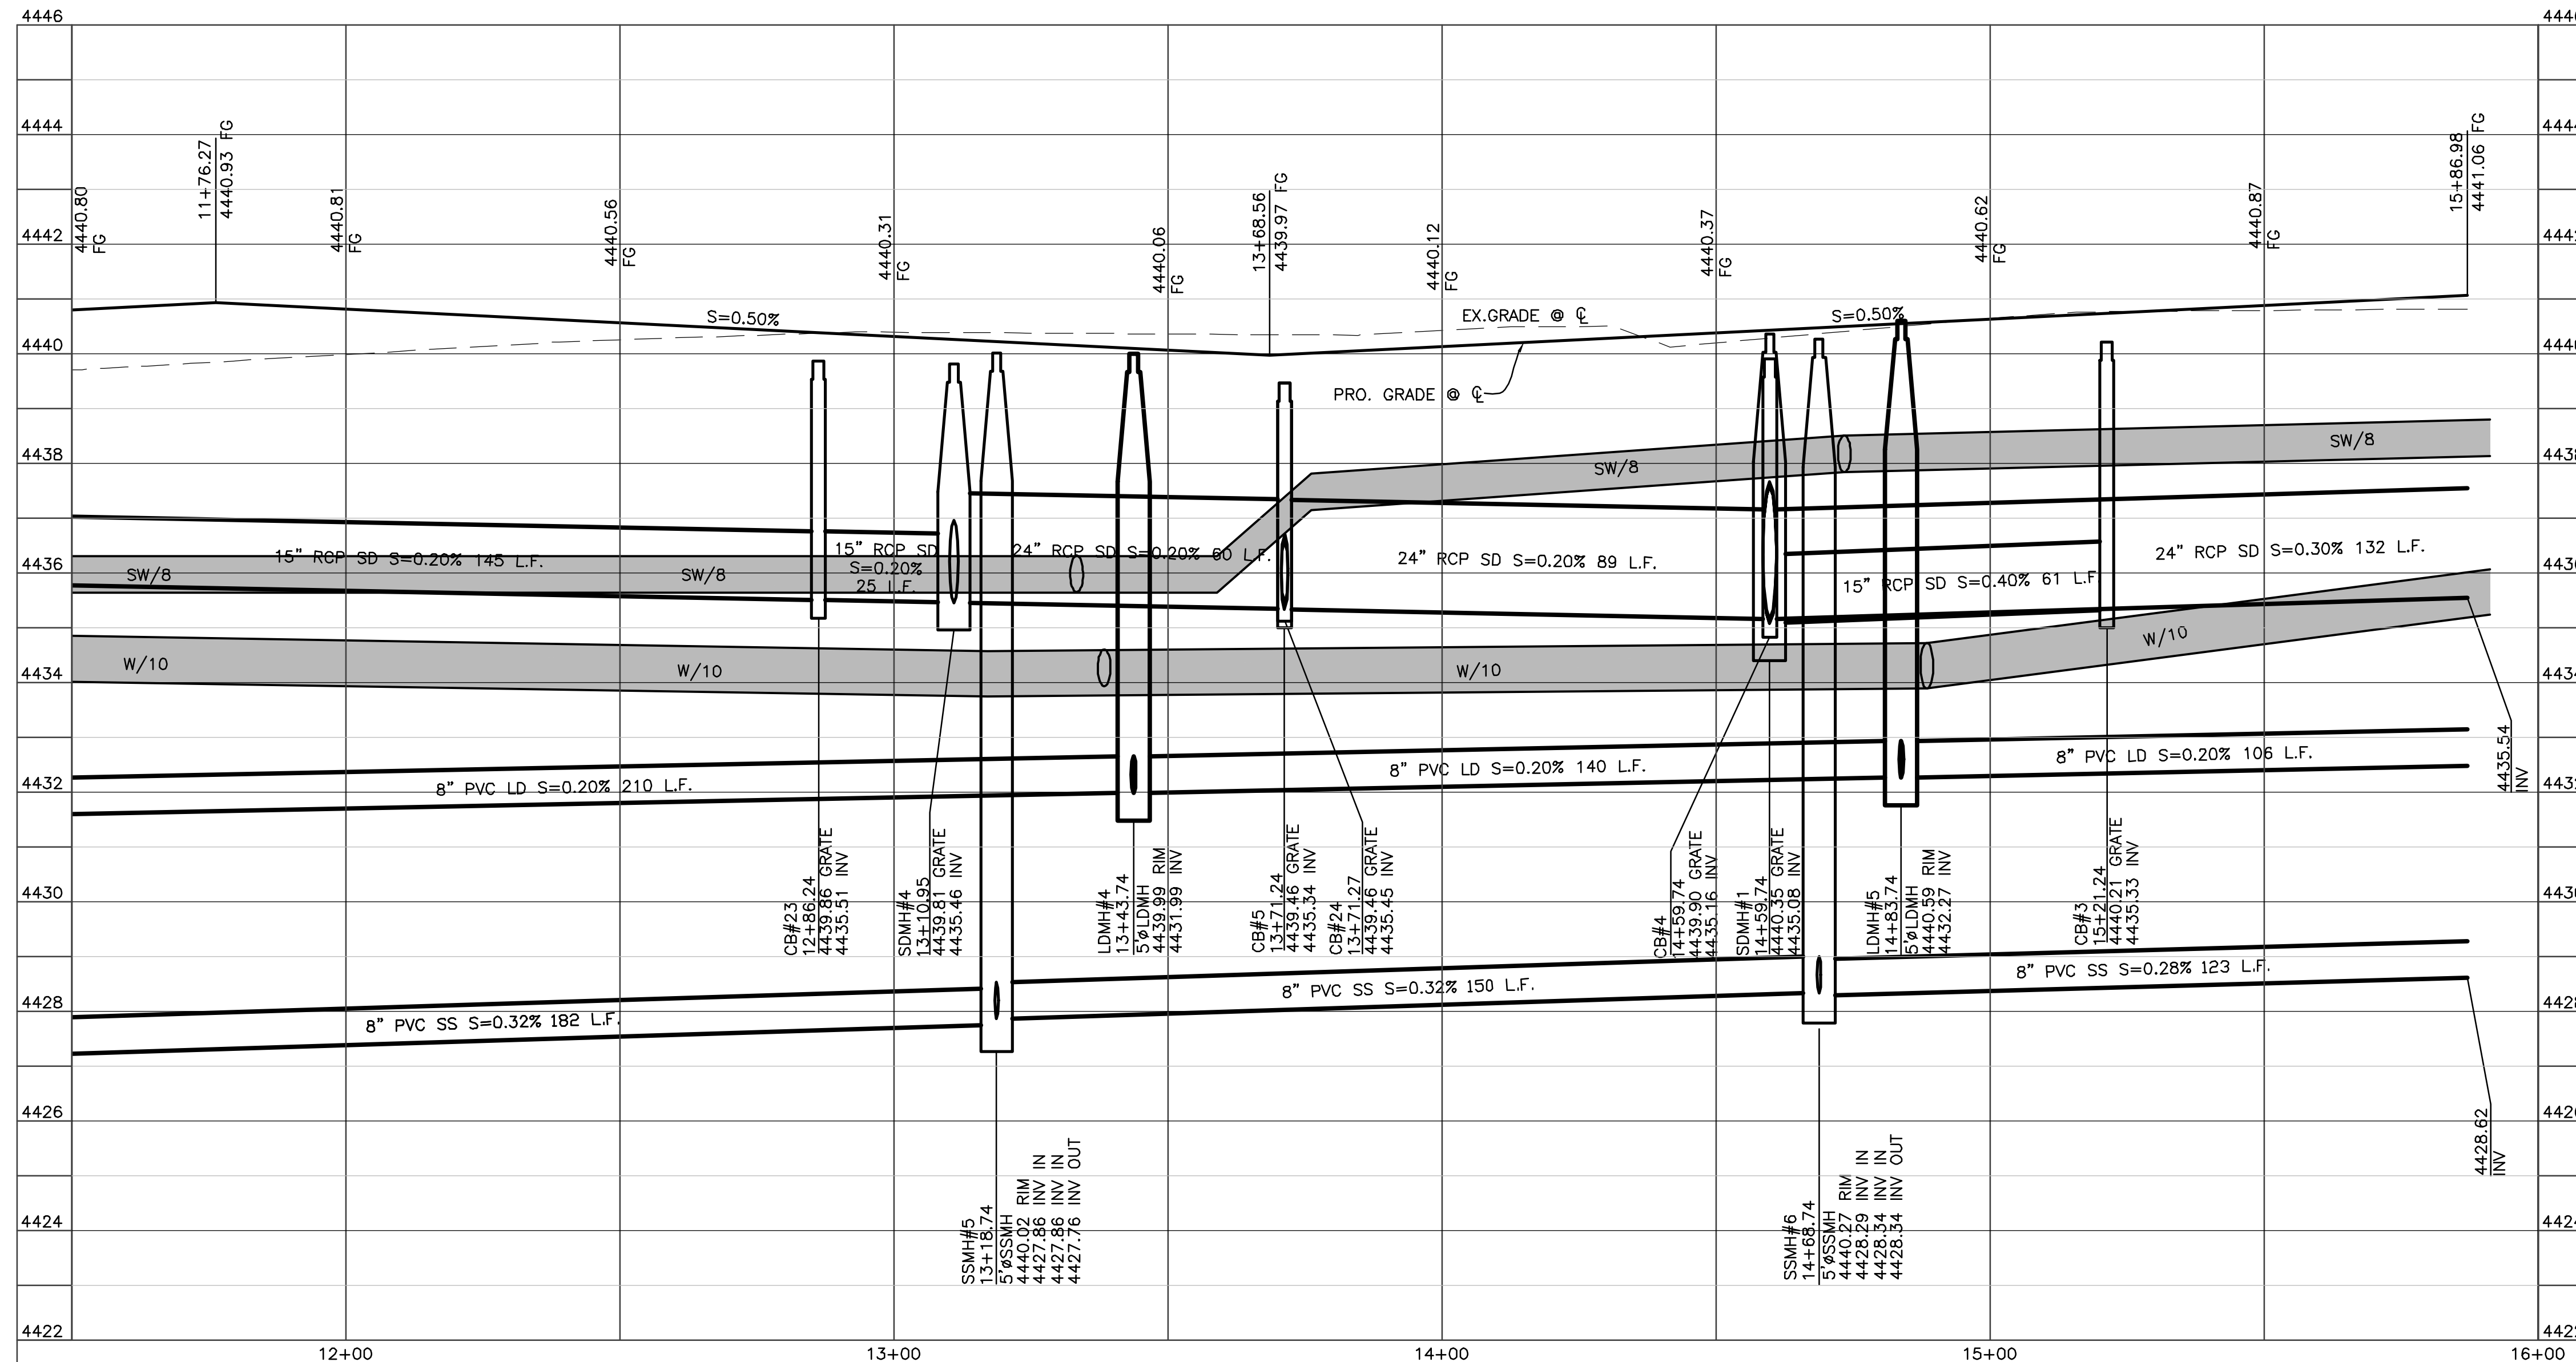 4446
4444
4442
4440
4438
4436
4434
4432
4430
4428
4426
4424
4422
4440.80
FG
11+76.27
4440.93 FG
4440.81
FG
4440.56
FG
4440.31
FG
4440.06
FG
13+68.56
4439.97 FG
4440.12
FG
4440.37
FG
4440.62
FG
4440.87
FG
15+86.98
4441.06 FG
S=0.50%
EX.GRADE @ ℄
S=0.50%
PRO. GRADE @ ℄
SW/8
SW/8
SW/8
SW/8
15" RCP SD S=0.20% 145 L.F.
15" RCP SD
S=0.20%
25 L.F.
24" RCP SD S=0.20% 60 L.F.
24" RCP SD S=0.20% 89 L.F.
15" RCP SD S=0.40% 61 L.F.
24" RCP SD S=0.30% 132 L.F.
W/10
W/10
W/10
W/10
8" PVC LD S=0.20% 210 L.F.
8" PVC LD S=0.20% 140 L.F.
8" PVC LD S=0.20% 106 L.F.
4435.54
INV
CB#23
12+86.24
4439.86 GRATE
4435.51 INV
SDMH#4
13+10.95
4439.81 GRATE
4435.46 INV
LDMH#4
13+43.74
5'øLDMH
4439.99 RIM
4431.99 INV
CB#5
13+71.24
4439.46 GRATE
4435.34 INV
CB#24
13+71.27
4439.46 GRATE
4435.45 INV
CB#4
14+59.74
4439.90 GRATE
4435.16 INV
SDMH#1
14+59.74
4440.35 GRATE
4435.08 INV
LDMH#5
14+83.74
5'øLDMH
4440.59 RIM
4432.27 INV
CB#3
15+21.24
4440.21 GRATE
4435.33 INV
8" PVC SS S=0.32% 182 L.F.
8" PVC SS S=0.32% 150 L.F.
8" PVC SS S=0.28% 123 L.F.
4428.62
INV
SSMH#5
13+18.74
5'øSSMH
4440.02 RIM
4427.86 INV IN
4427.86 INV IN
4427.76 INV OUT
SSMH#6
14+68.74
5'øSSMH
4440.27 RIM
4428.29 INV IN
4428.34 INV IN
4428.34 INV OUT
12+00
13+00
14+00
15+00
16+00